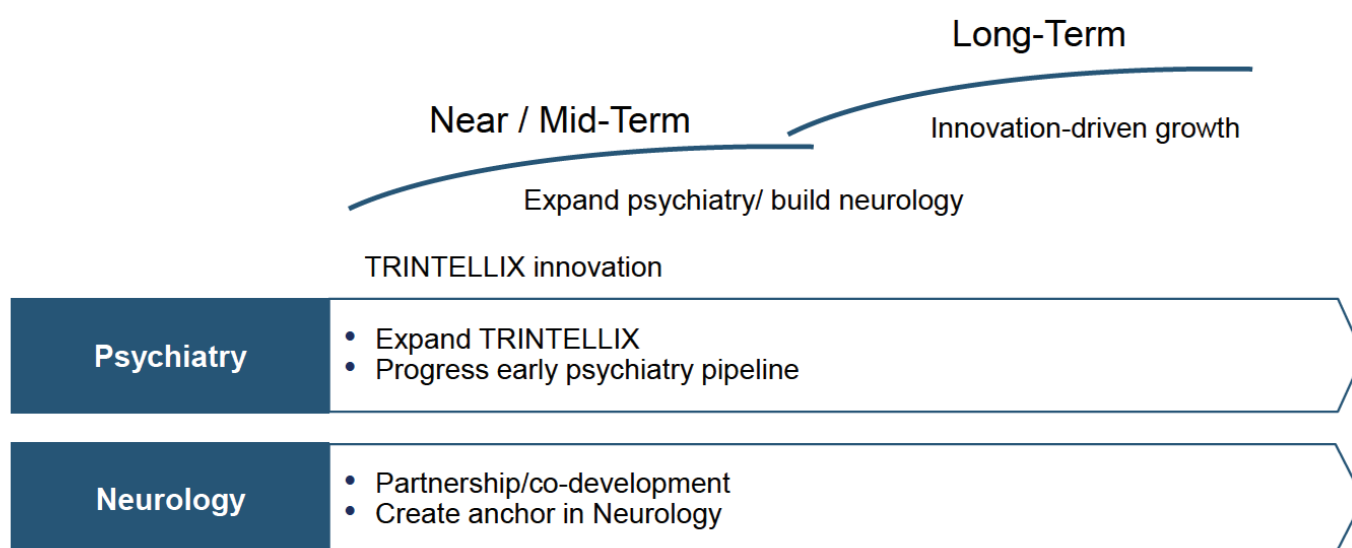 Long-Term
Innovation-driven growth
Near / Mid-Term
Expand psychiatry/ build neurology
TRINTELLIX innovation
Psychiatry
• Expand TRINTELLIX
• Progress early psychiatry pipeline
Neurology
• Partnership/co-development
• Create anchor in Neurology